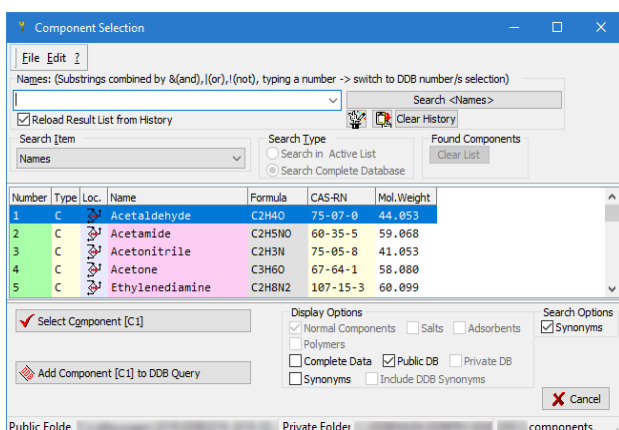 Component Selection
File Edit ?
Names: (Substrings combined by &(and),|(or),!(not), typing a number -> switch to DDB number/s selection)
Search <Names>
Reload Result List from History
Clear History
Search Item
Search Type
Found Components
Names
Search in Active List
Clear List
Search Complete Database
Number Type Loc. Name Formula CAS-RN Mol.Weight
1 C Acetaldehyde C2H4O 75-07-0 44.053
2 C Acetamide C2H5NO 60-35-5 59.068
3 C Acetonitrile C2H3N 75-05-8 41.053
4 C Acetone C3H6O 67-64-1 58.080
5 C Ethylenediamine C2H8N2 107-15-3 60.099
Display Options
Search Options
Select Component [C1]
Normal Components Salts Adsorbents
Synonyms
Polymers
Complete Data Public DB Private DB
Add Component [C1] to DDB Query
Synonyms Include DDB Synonyms
Cancel
Public Folde Private Folder components